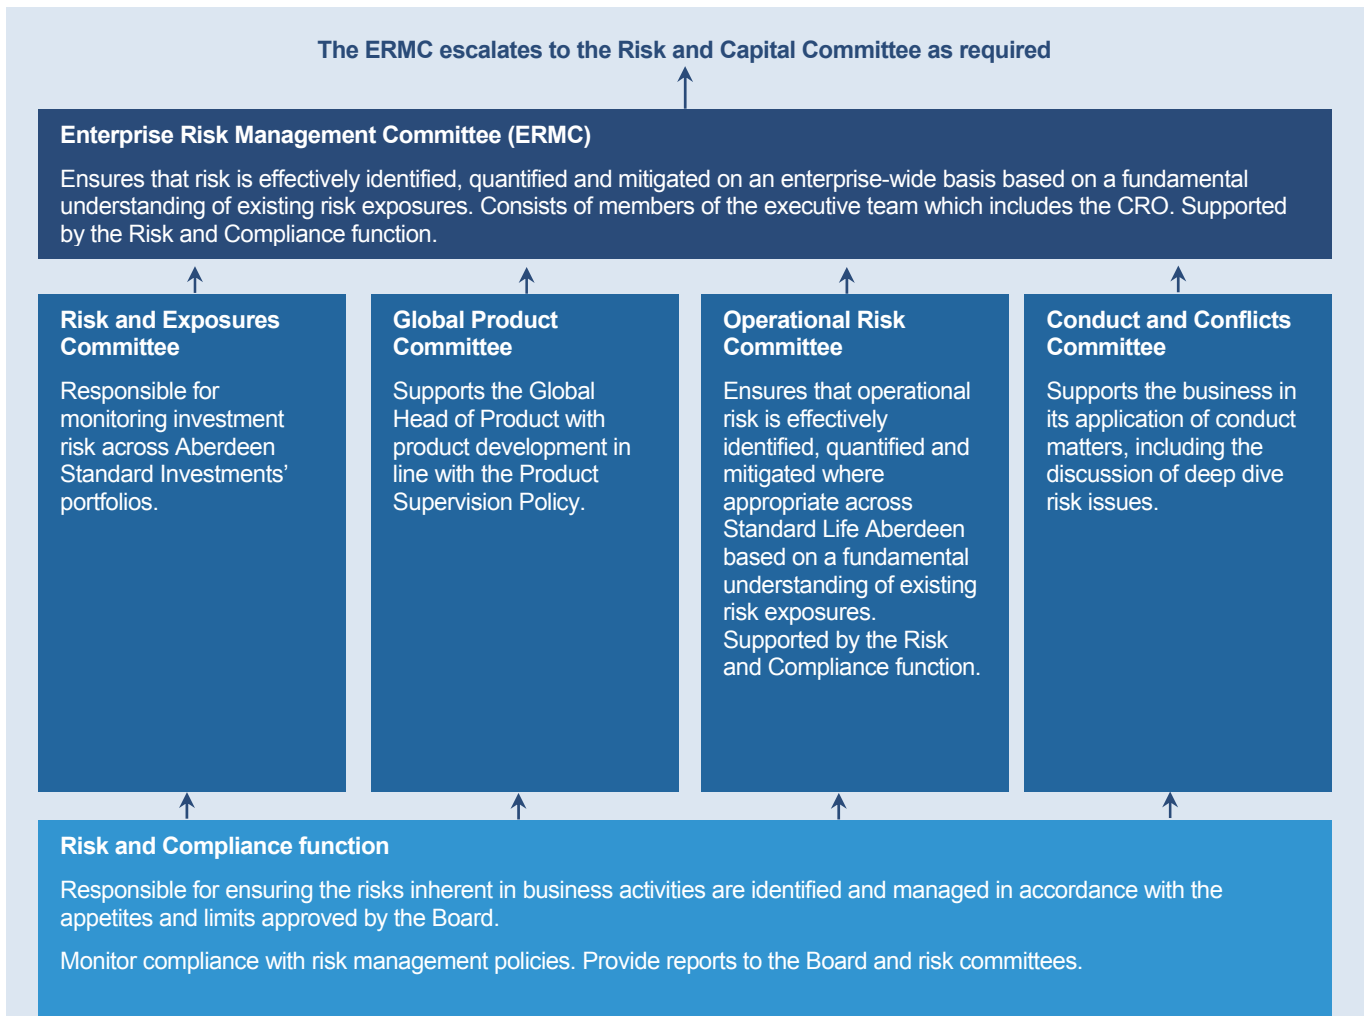 The ERMC escalates to the Risk and Capital Committee as required
Enterprise Risk Management Committee (ERMC)
Ensures that risk is effectively identified, quantified and mitigated on an enterprise-wide basis based on a fundamental
understanding of existing risk exposures. Consists of members of the executive team which includes the CRO. Supported
by the Risk and Compliance function.
Risk and Exposures
Committee
Responsible for
monitoring investment
risk across Aberdeen
Standard Investments’
portfolios.
Global Product
Committee
Supports the Global
Head of Product with
product development in
line with the Product
Supervision Policy.
Operational Risk
Committee
Ensures that operational
risk is effectively
identified, quantified and
mitigated where
appropriate across
Standard Life Aberdeen
based on a fundamental
understanding of existing
risk exposures.
Supported by the Risk
and Compliance function.
Conduct and Conflicts
Committee
Supports the business in
its application of conduct
matters, including the
discussion of deep dive
risk issues.
Risk and Compliance function
Responsible for ensuring the risks inherent in business activities are identified and managed in accordance with the
appetites and limits approved by the Board.
Monitor compliance with risk management policies. Provide reports to the Board and risk committees.